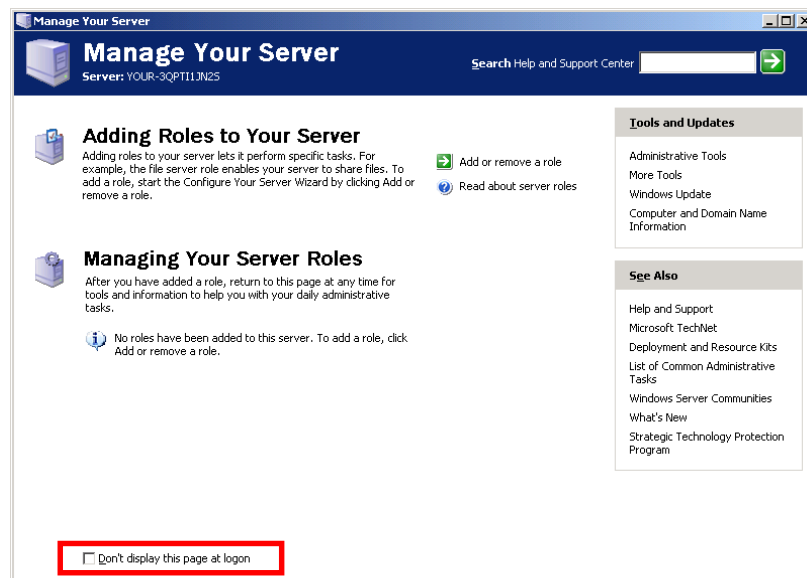 Manage Your Server
Manage Your Server
Server: YOUR-3QPTI1JN2S
Search Help and Support Center
Adding Roles to Your Server
Adding roles to your server lets it perform specific tasks. For
example, the file server role enables your server to share files. To
add a role, start the Configure Your Server Wizard by clicking Add or
remove a role.
Add or remove a role
Read about server roles
Managing Your Server Roles
After you have added a role, return to this page at any time for
tools and information to help you with your daily administrative
tasks.
No roles have been added to this server. To add a role, click
Add or remove a role.
Tools and Updates
Administrative Tools
More Tools
Windows Update
Computer and Domain Name
Information
See Also
Help and Support
Microsoft TechNet
Deployment and Resource Kits
List of Common Administrative
Tasks
Windows Server Communities
What's New
Strategic Technology Protection
Program
Don't display this page at logon